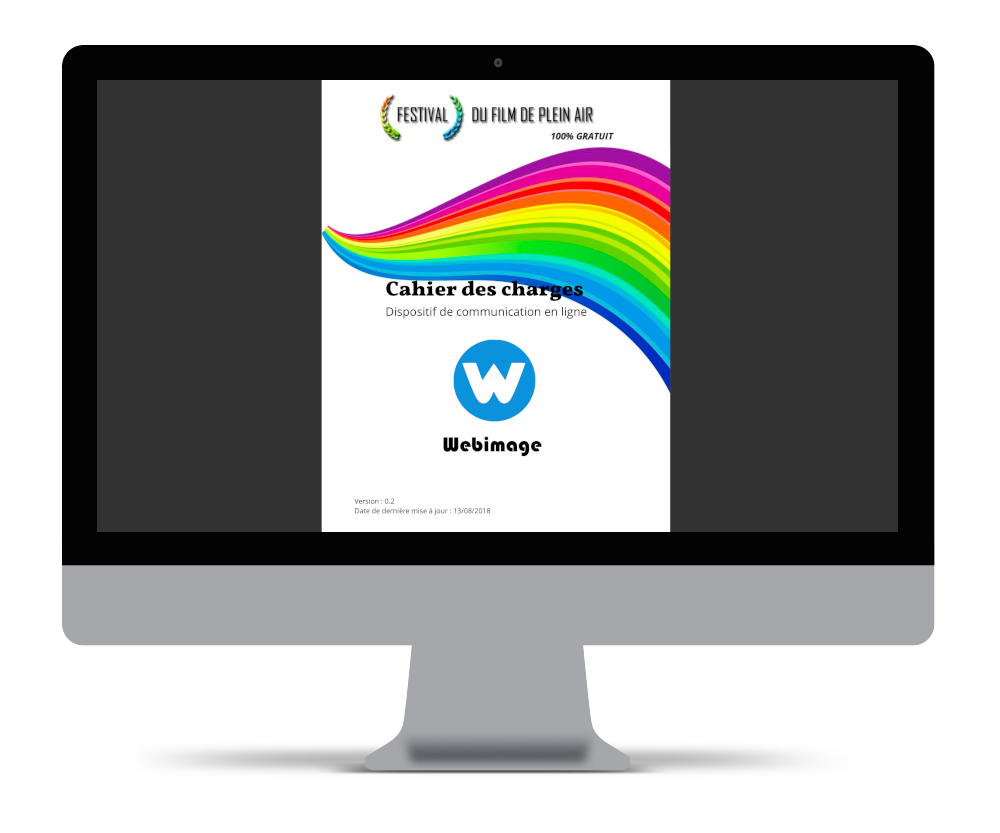 FESTIVAL DU FILM DE PLEIN AIR
100% GRATUIT
Cahier des charges
Dispositif de communication en ligne
W
Webimage
Version : 0.2
Date de dernière mise à jour : 13/08/2018